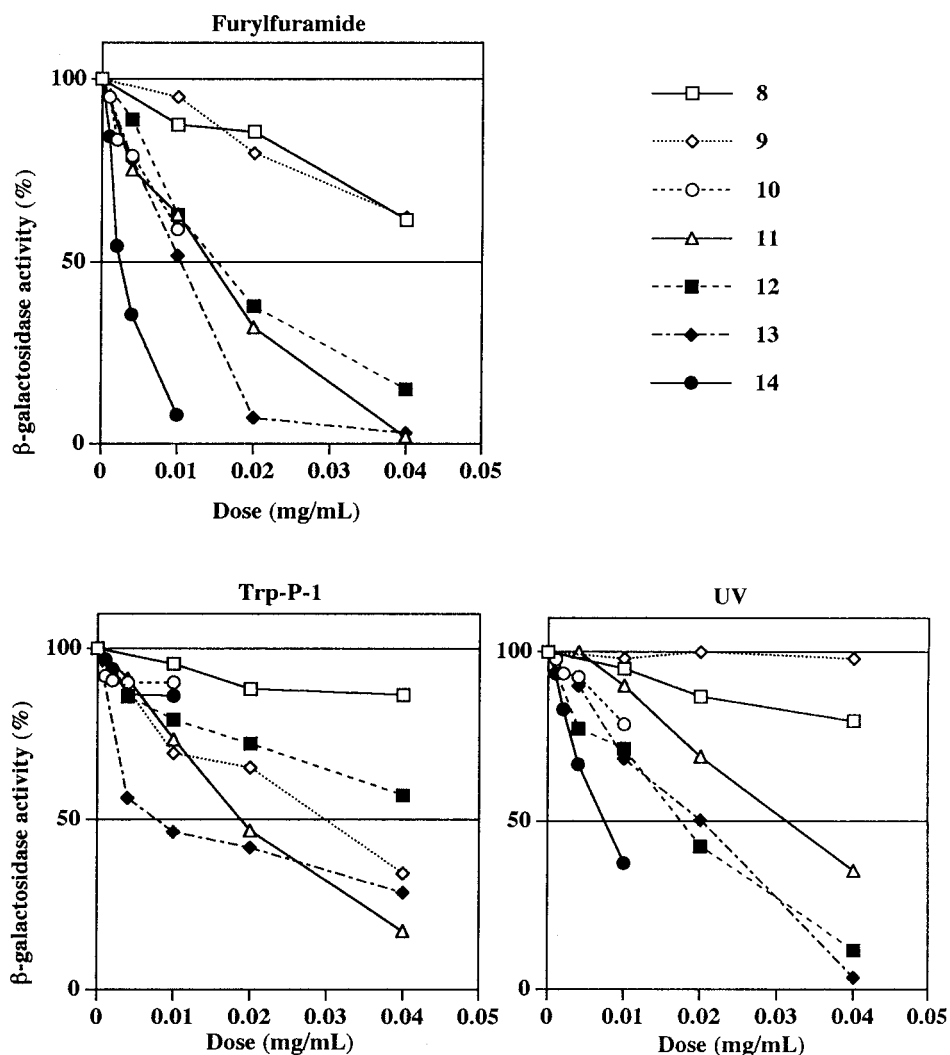 Furylfuramide
β-galactosidase activity (%)
100
50
0
0 0.01 0.02 0.03 0.04 0.05
Dose (mg/mL)
8
9
10
11
12
13
14
Trp-P-1
β-galactosidase activity (%)
100
50
0
0 0.01 0.02 0.03 0.04 0.05
Dose (mg/mL)
UV
100
50
0
0 0.01 0.02 0.03 0.04 0.05
Dose (mg/mL)